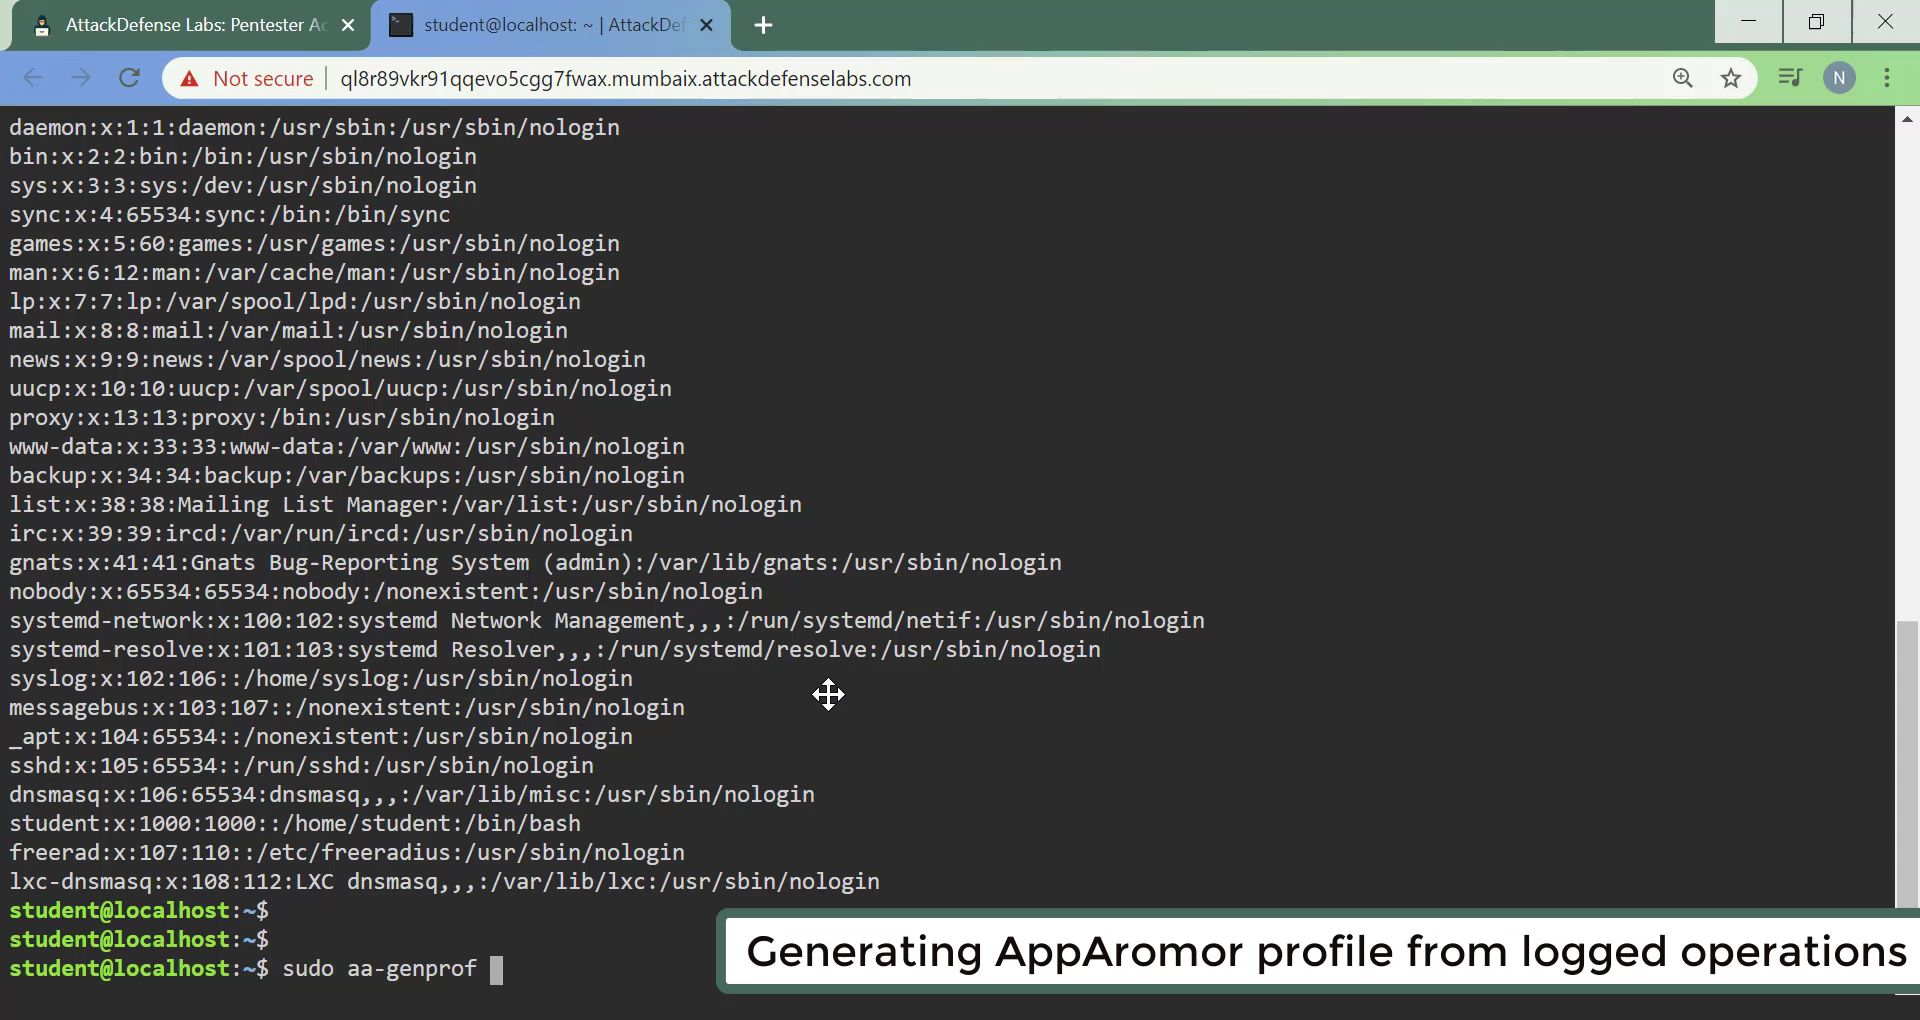 AttackDefense Labs: Pentester Ac
student@localhost: ~ | AttackDef
Not secure
ql8r89vkr91qqevo5cgg7fwax.mumbaix.attackdefenselabs.com
N
daemon:x:1:1:daemon:/usr/sbin:/usr/sbin/nologin
bin:x:2:2:bin:/bin:/usr/sbin/nologin
sys:x:3:3:sys:/dev:/usr/sbin/nologin
sync:x:4:65534:sync:/bin:/bin/sync
games:x:5:60:games:/usr/games:/usr/sbin/nologin
man:x:6:12:man:/var/cache/man:/usr/sbin/nologin
lp:x:7:7:lp:/var/spool/lpd:/usr/sbin/nologin
mail:x:8:8:mail:/var/mail:/usr/sbin/nologin
news:x:9:9:news:/var/spool/news:/usr/sbin/nologin
uucp:x:10:10:uucp:/var/spool/uucp:/usr/sbin/nologin
proxy:x:13:13:proxy:/bin:/usr/sbin/nologin
www-data:x:33:33:www-data:/var/www:/usr/sbin/nologin
backup:x:34:34:backup:/var/backups:/usr/sbin/nologin
list:x:38:38:Mailing List Manager:/var/list:/usr/sbin/nologin
irc:x:39:39:ircd:/var/run/ircd:/usr/sbin/nologin
gnats:x:41:41:Gnats Bug-Reporting System (admin):/var/lib/gnats:/usr/sbin/nologin
nobody:x:65534:65534:nobody:/nonexistent:/usr/sbin/nologin
systemd-network:x:100:102:systemd Network Management,,,:/run/systemd/netif:/usr/sbin/nologin
systemd-resolve:x:101:103:systemd Resolver,,,:/run/systemd/resolve:/usr/sbin/nologin
syslog:x:102:106::/home/syslog:/usr/sbin/nologin
messagebus:x:103:107::/nonexistent:/usr/sbin/nologin
_apt:x:104:65534::/nonexistent:/usr/sbin/nologin
sshd:x:105:65534::/run/sshd:/usr/sbin/nologin
dnsmasq:x:106:65534:dnsmasq,,,:/var/lib/misc:/usr/sbin/nologin
student:x:1000:1000::/home/student:/bin/bash
freerad:x:107:110::/etc/freeradius:/usr/sbin/nologin
lxc-dnsmasq:x:108:112:LXC dnsmasq,,,:/var/lib/lxc:/usr/sbin/nologin
student@localhost:~$
student@localhost:~$
student@localhost:~$ sudo aa-genprof
Generating AppAromor profile from logged operations